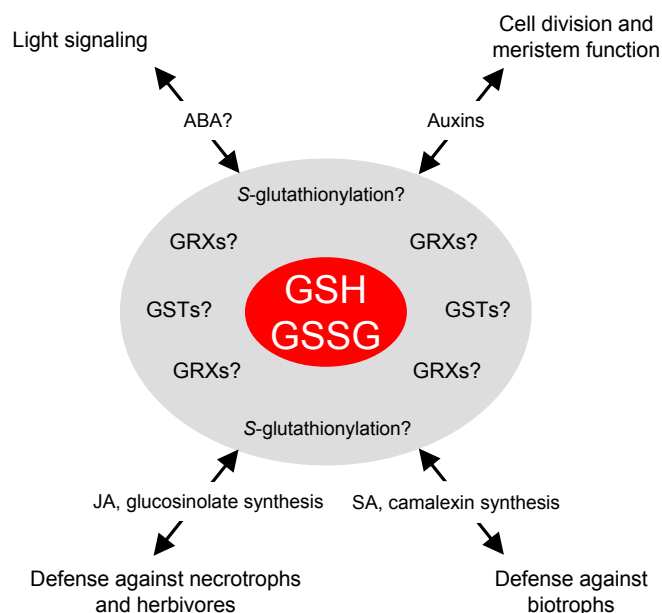 Light signaling
Cell division and
meristem function
ABA?
Auxins
S-glutathionylation?
GRXs?
GRXs?
GSH
GSSG
GSTs?
GSTs?
GRXs?
GRXs?
S-glutathionylation?
JA, glucosinolate synthesis
SA, camalexin synthesis
Defense against necrotrophs
and herbivores
Defense against
biotrophs